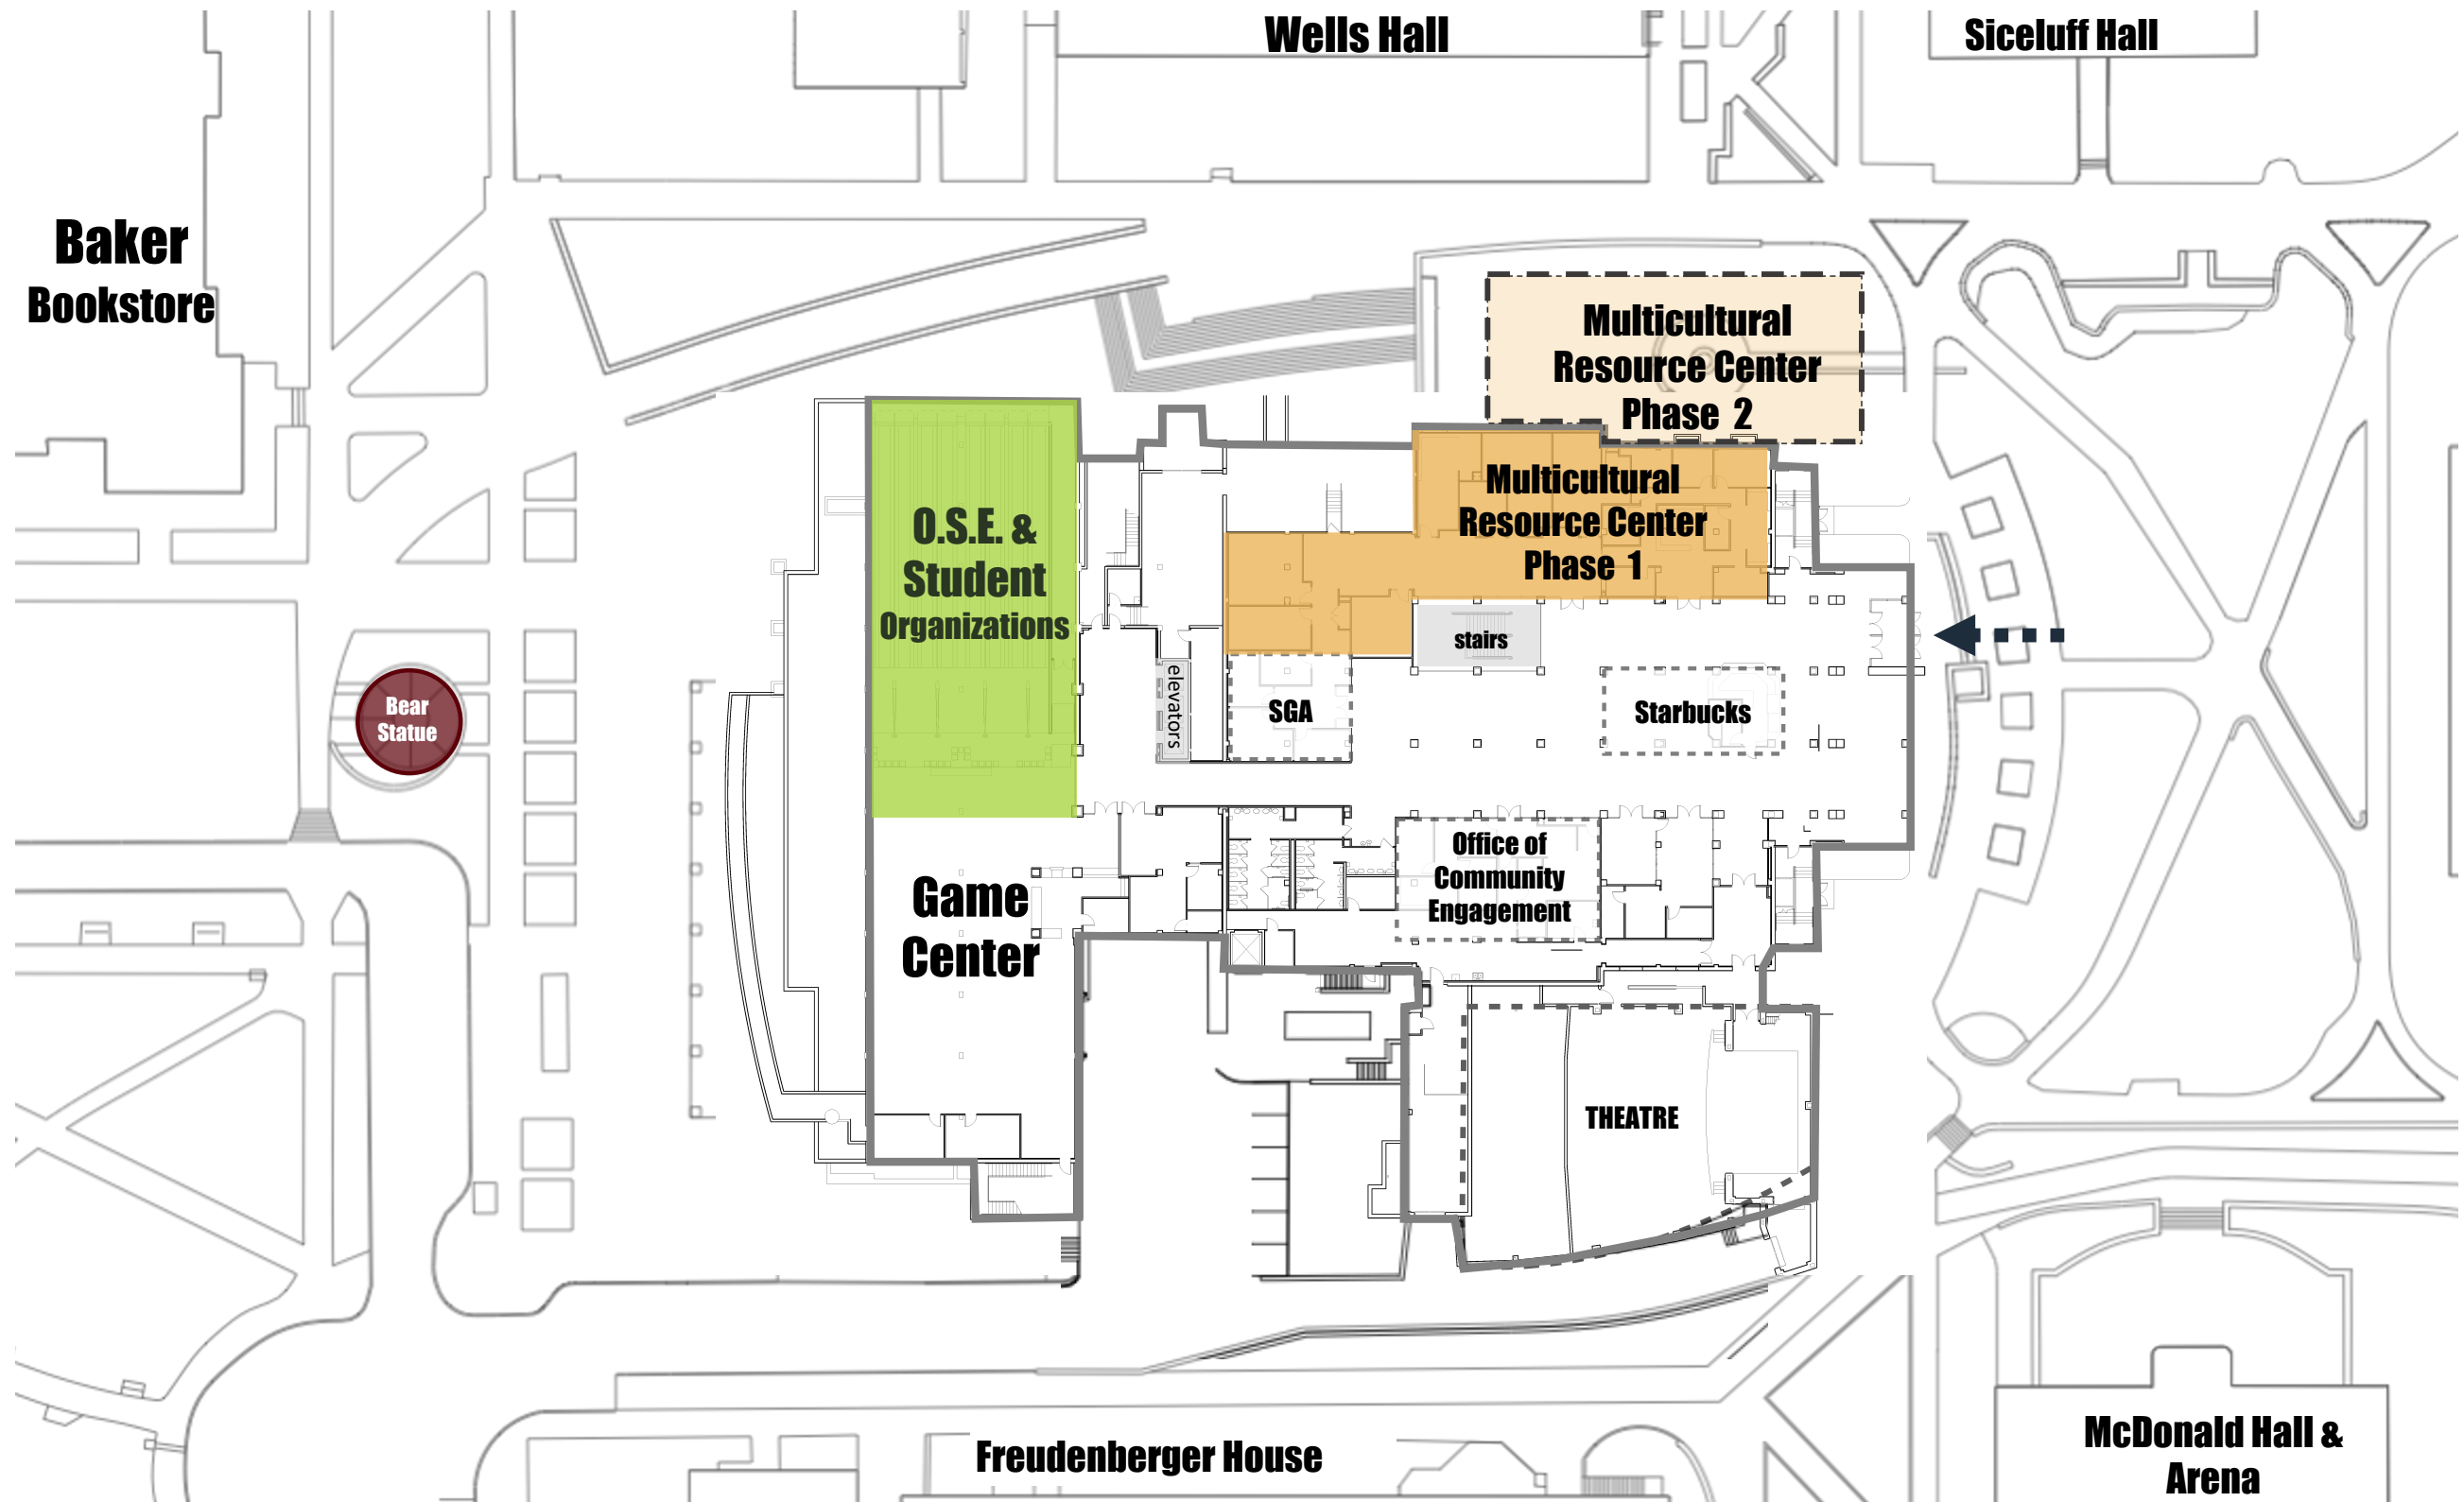 Wells Hall
Siceluff Hall
Baker
Bookstore
Multicultural
Resource Center
Phase 2
Multicultural
Resource Center
Phase 1
O.S.E. &
Student
Organizations
stairs
elevators
SGA
Starbucks
Bear
Statue
Office of
Community
Engagement
Game
Center
THEATRE
Freudenberger House
McDonald Hall &
Arena